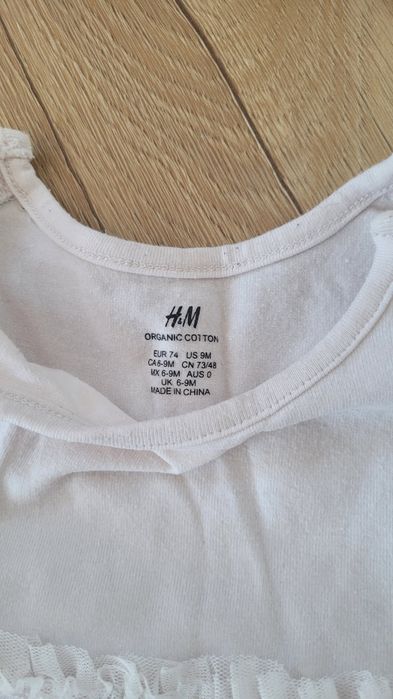 H&M
ORGANIC COTTON
EUR 74 US 9M
CA 6-9M CN 73/48
MX 6-9M AUS 0
UK 6-9M
MADE IN CHINA